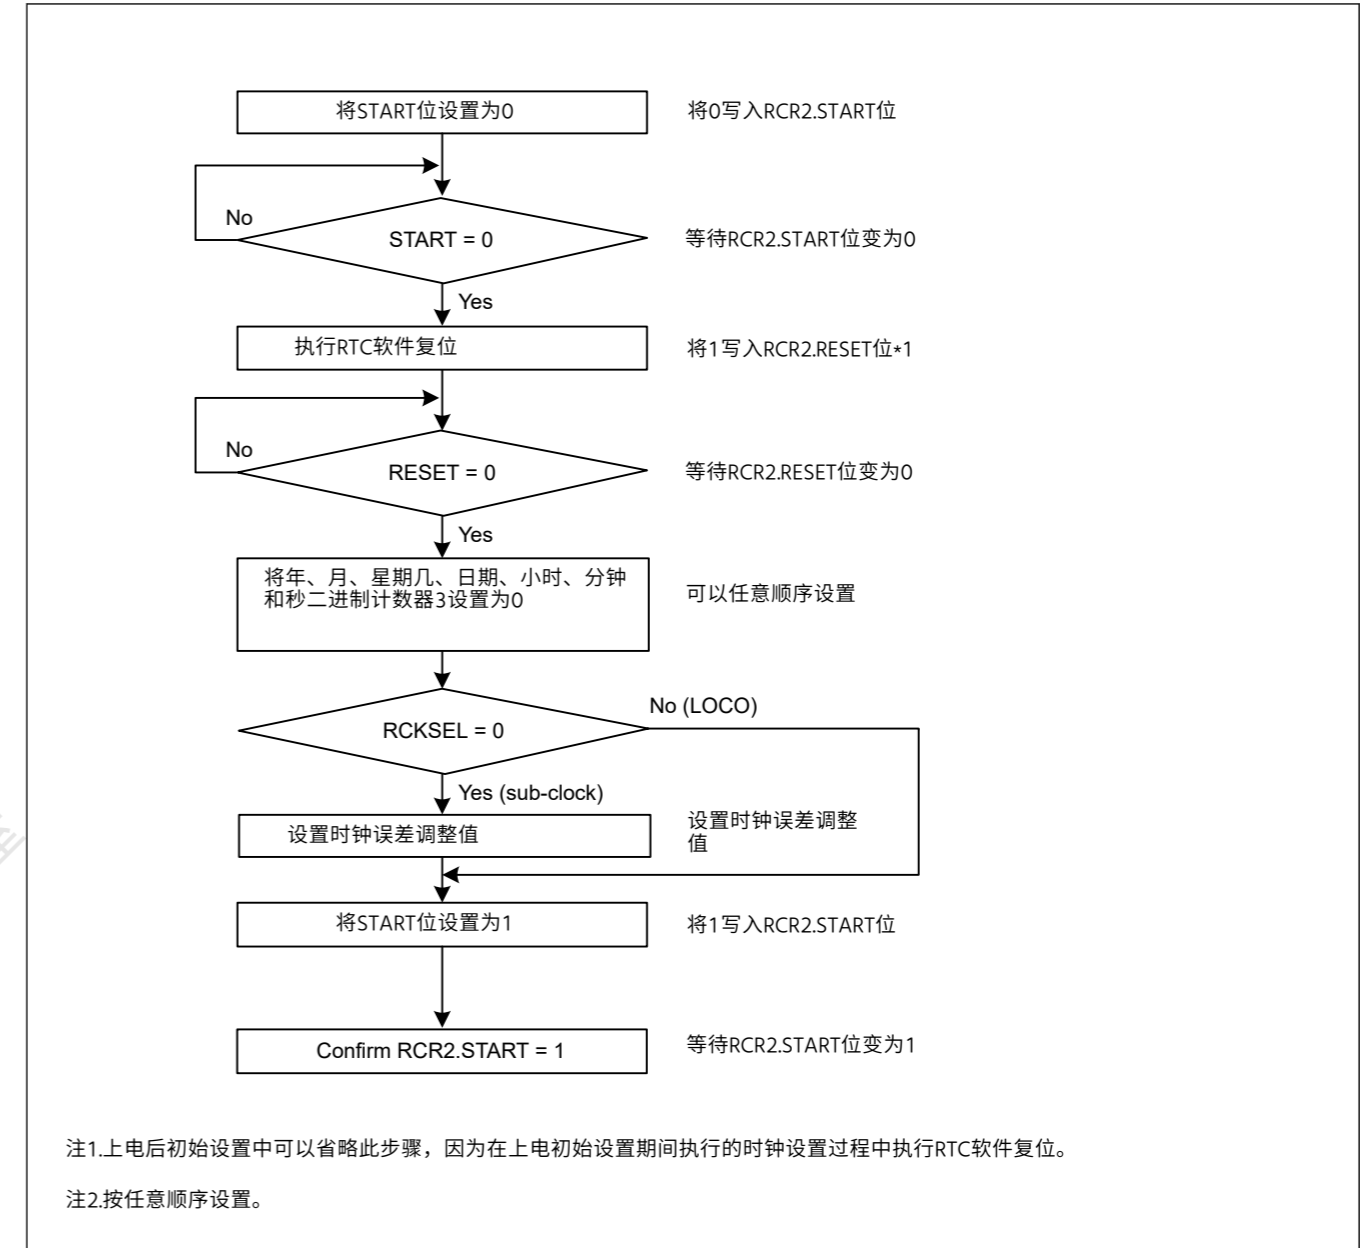 将START位设置为0
将0写入RCR2.START位
No
START = 0
等待RCR2.START位变为0
Yes
执行RTC软件复位
将1写入RCR2.RESET位*1
No
RESET = 0
等待RCR2.RESET位变为0
Yes
将年、月、星期几、日期、小时、分钟
和秒二进制计数器3设置为0
可以任意顺序设置
No (LOCO)
RCKSEL = 0
Yes (sub-clock)
设置时钟误差调整值
设置时钟误差调整
值
将START位设置为1
将1写入RCR2.START位
Confirm RCR2.START = 1
等待RCR2.START位变为1
注1.上电后初始设置中可以省略此步骤，因为在上电初始设置期间执行的时钟设置过程中执行RTC软件复位。
注2.按任意顺序设置。